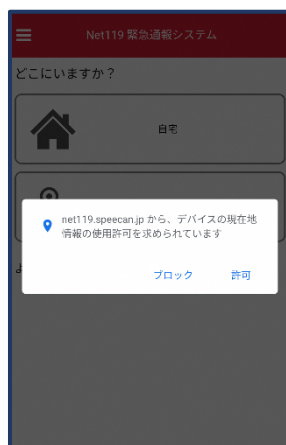 Net119 緊急通報システム
どこにいますか？
自宅
net119.speecan.jp から、デバイスの現在地
情報の使用許可を求められています
ブロック
許可
よ